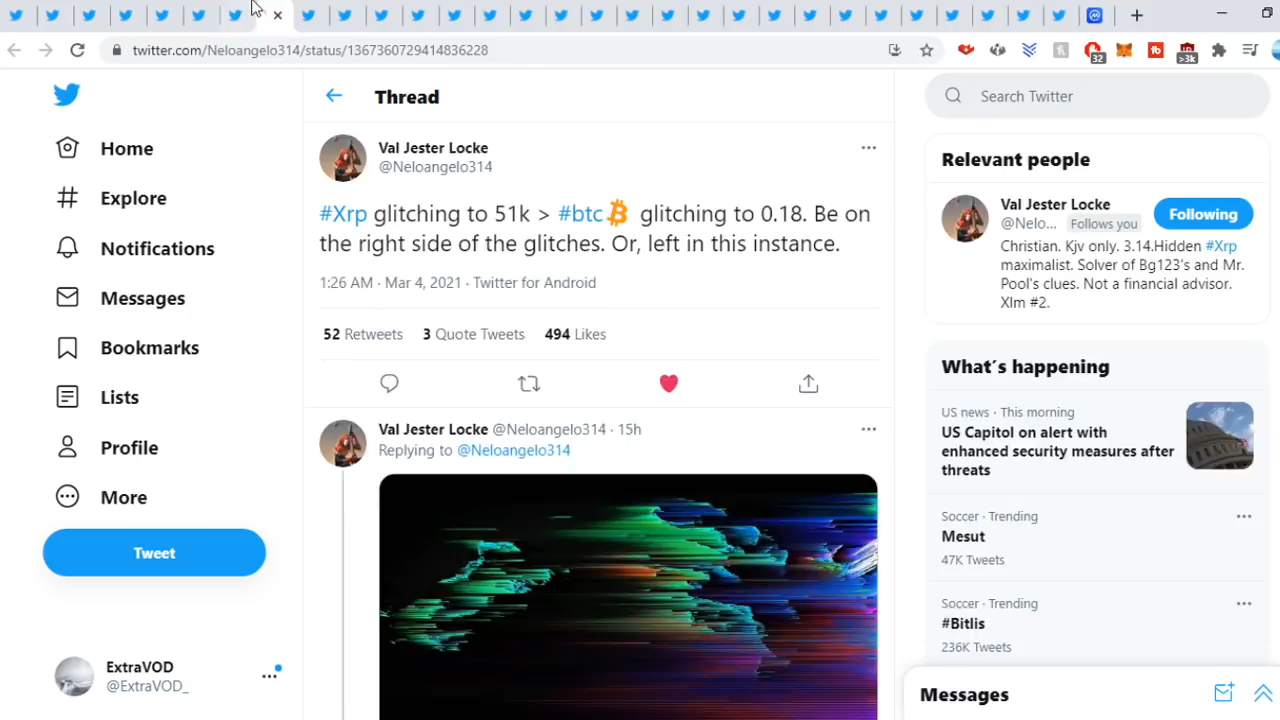 twitter.com/Neloangelo314/status/1367360729414836228
32
>3k
Home
Explore
Notifications
Messages
Bookmarks
Lists
Profile
More
Tweet
ExtraVOD
@ExtraVOD_
Thread
Val Jester Locke
@Neloangelo314
#Xrp glitching to 51k > #btc glitching to 0.18. Be on
the right side of the glitches. Or, left in this instance.
1:26 AM · Mar 4, 2021 · Twitter for Android
52 Retweets 3 Quote Tweets 494 Likes
Val Jester Locke @Neloangelo314 · 15h
Replying to @Neloangelo314
Search Twitter
Relevant people
Val Jester Locke
@Nelo... Follows you
Following
Christian. Kjv only. 3.14.Hidden #Xrp
maximalist. Solver of Bg123's and Mr.
Pool's clues. Not a financial advisor.
Xlm #2.
What's happening
US news · This morning
US Capitol on alert with
enhanced security measures after
threats
Soccer · Trending
Mesut
47K Tweets
Soccer · Trending
#Bitlis
236K Tweets
Messages